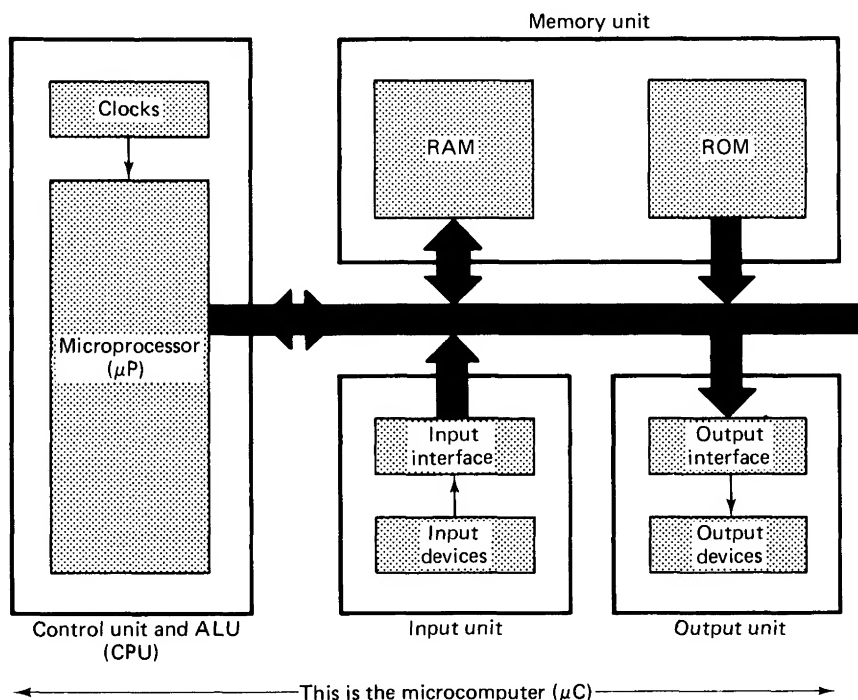 Memory unit
Clocks
RAM
ROM
Microprocessor
(μP)
Input
interface
Output
interface
Input
devices
Output
devices
Control unit and ALU
(CPU)
Input unit
Output unit
This is the microcomputer (μC)